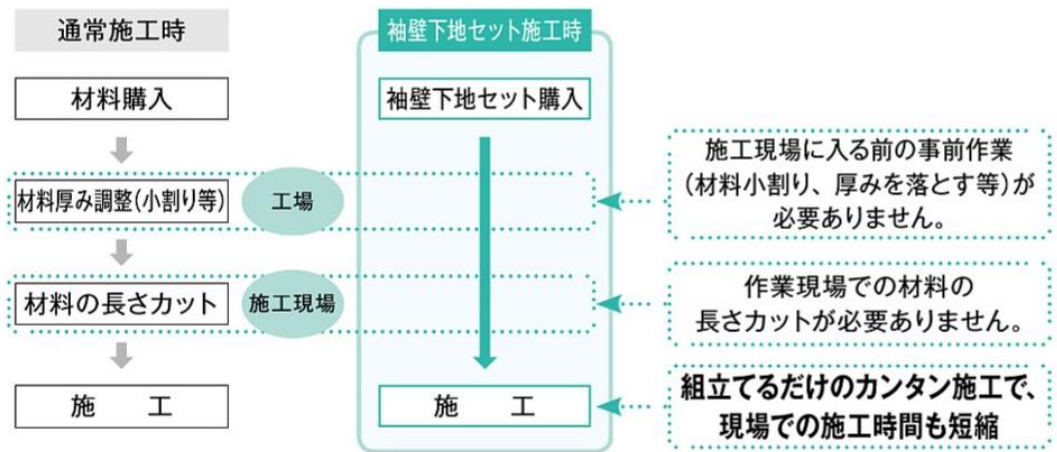 通常施工時
袖壁下地セット施工時
材料購入
袖壁下地セット購入
材料厚み調整(小割り等)
工場
施工現場に入る前の事前作業
(材料小割り、厚みを落とす等)が
必要ありません。
材料の長さカット
施工現場
作業現場での材料の
長さカットが必要ありません。
施　工
施　工
組立てるだけのカンタン施工で、
現場での施工時間も短縮